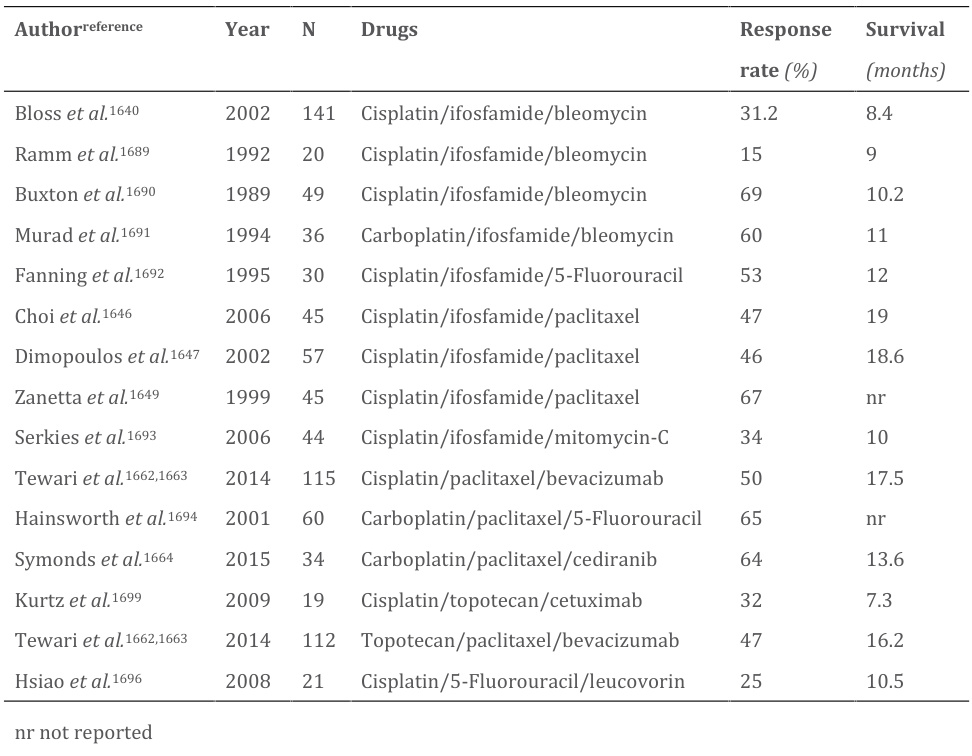 Authorreference Year N Drugs Response Survival
rate (%) (months)
Bloss et al.1640 2002 141 Cisplatin/ifosfamide/bleomycin 31.2 8.4
Ramm et al.1689 1992 20 Cisplatin/ifosfamide/bleomycin 15 9
Buxton et al.1690 1989 49 Cisplatin/ifosfamide/bleomycin 69 10.2
Murad et al.1691 1994 36 Carboplatin/ifosfamide/bleomycin 60 11
Fanning et al.1692 1995 30 Cisplatin/ifosfamide/5-Fluorouracil 53 12
Choi et al.1646 2006 45 Cisplatin/ifosfamide/paclitaxel 47 19
Dimopoulos et al.1647 2002 57 Cisplatin/ifosfamide/paclitaxel 46 18.6
Zanetta et al.1649 1999 45 Cisplatin/ifosfamide/paclitaxel 67 nr
Serkies et al.1693 2006 44 Cisplatin/ifosfamide/mitomycin-C 34 10
Tewari et al.1662,1663 2014 115 Cisplatin/paclitaxel/bevacizumab 50 17.5
Hainsworth et al.1694 2001 60 Carboplatin/paclitaxel/5-Fluorouracil 65 nr
Symonds et al.1664 2015 34 Carboplatin/paclitaxel/cediranib 64 13.6
Kurtz et al.1699 2009 19 Cisplatin/topotecan/cetuximab 32 7.3
Tewari et al.1662,1663 2014 112 Topotecan/paclitaxel/bevacizumab 47 16.2
Hsiao et al.1696 2008 21 Cisplatin/5-Fluorouracil/leucovorin 25 10.5
nr not reported